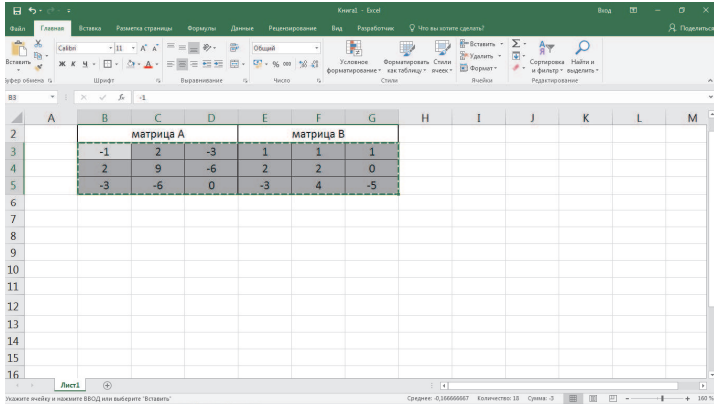 Книга1 - Excel
Вход
Файл Главная Вставка Разметка страницы Формулы Данные Рецензирование Вид Разработчик Что вы хотите сделать? Поделиться
Calibri 11 Общий Вставить
Удалить
Вставить Ж К Ч Условное форматирование Форматировать как таблицу Стили ячеек Формат Сортировка и фильтр Найти и выделить
Буфер обмена Шрифт Выравнивание Число Стили Ячейки Редактирование
B3 fx -1
A B C D E F G H I J K L M
2 матрица А матрица В
3 -1 2 -3 1 1 1
4 2 9 -6 2 2 0
5 -3 -6 0 -3 4 -5
6
7
8
9
10
11
12
13
14
15
16
Лист1
Укажите ячейку и нажмите ВВОД или выберите "Вставить" Среднее: -0,166666667 Количество: 18 Сумма: -3 160 %